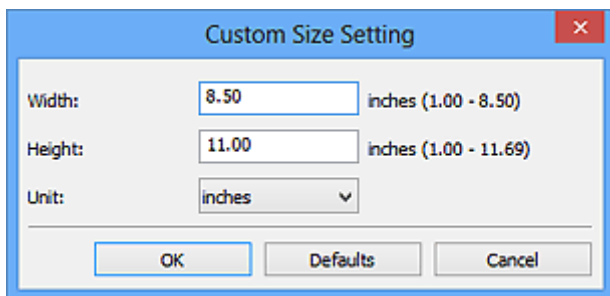 Custom Size Setting
Width: 8.50 inches (1.00 - 8.50)
Height: 11.00 inches (1.00 - 11.69)
Unit: inches
OK Defaults Cancel